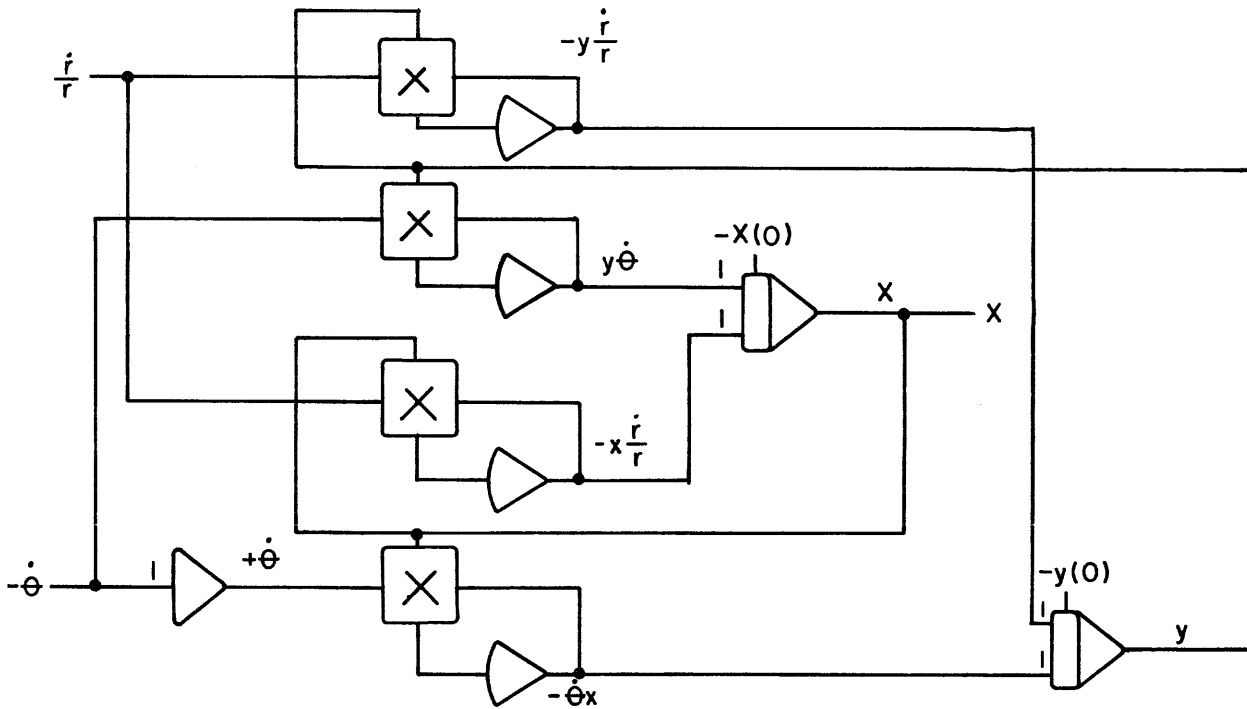 -y ṙ/r
ṙ/r
×
×
-X(0)
yθ̇
1
1
X
X
×
-x ṙ/r
-θ̇
1
+θ̇
×
-θ̇x
-y(0)
1
1
y